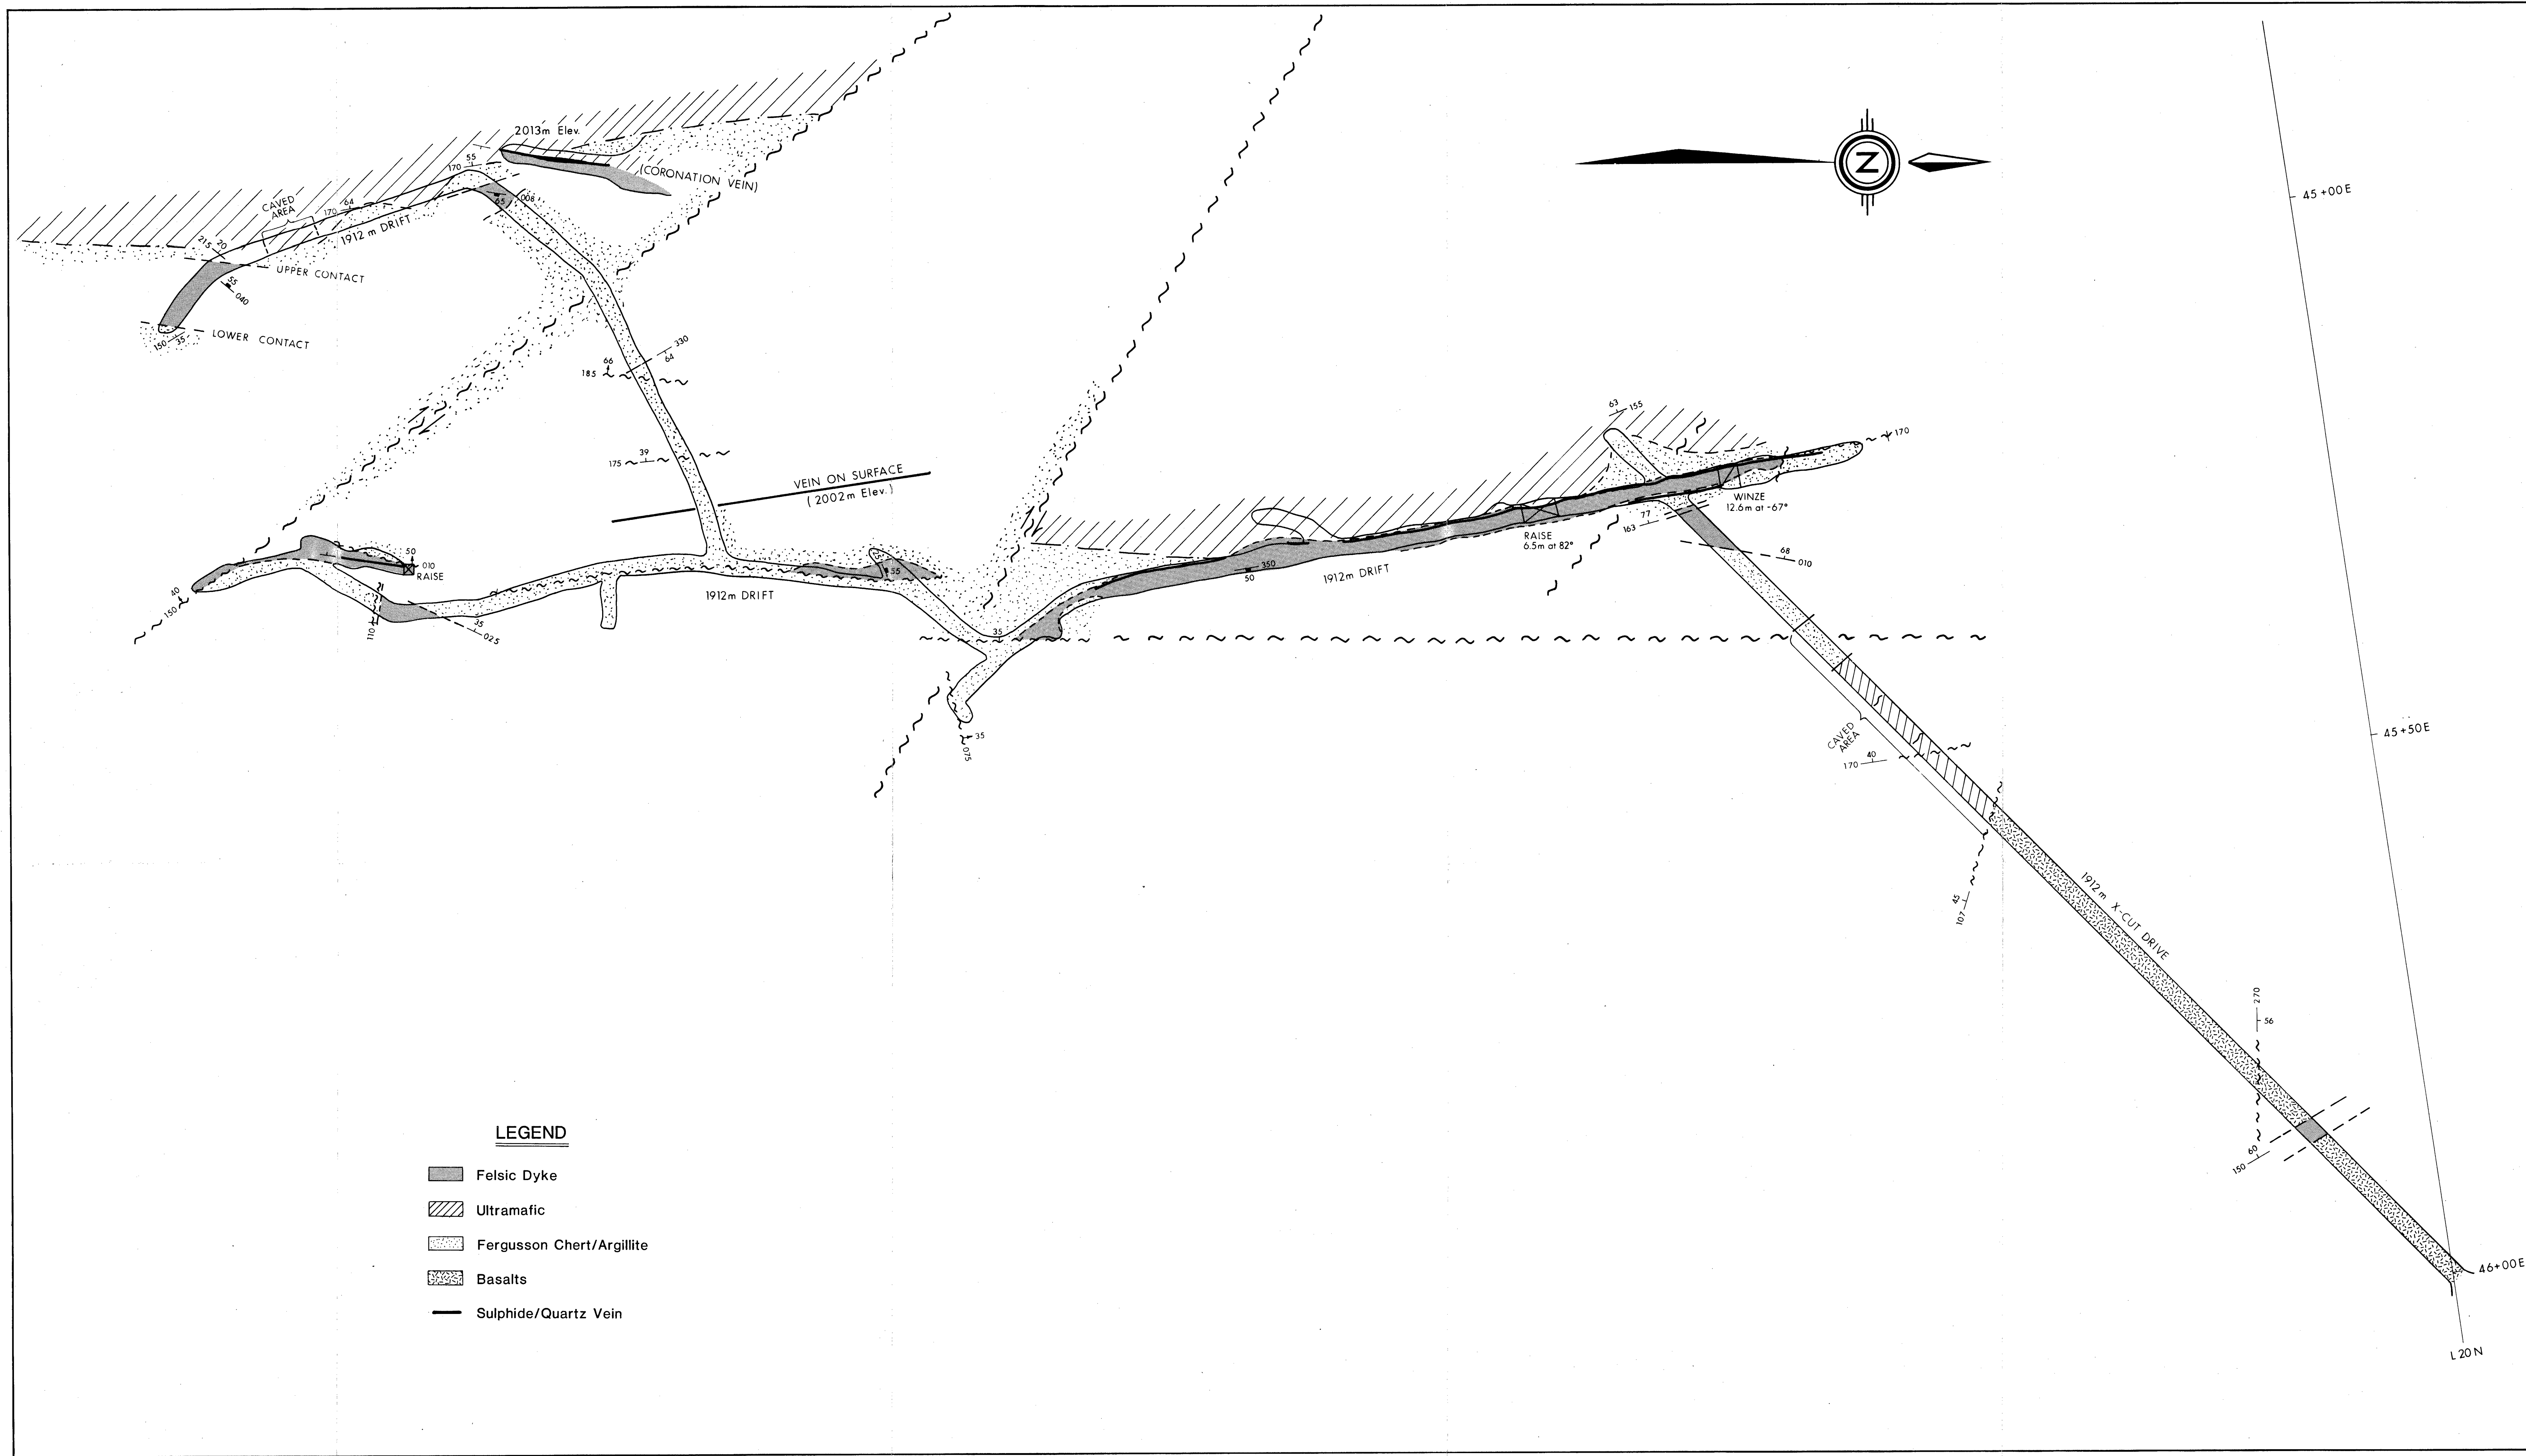 2013m Elev.
(CORONATION VEIN)
55
170
65
008
64
170
CAVED
AREA
1912 m DRIFT
215
20
UPPER CONTACT
55
040
LOWER CONTACT
150
35
N
45+00E
330
64
66
185
39
175
VEIN ON SURFACE
(2002m Elev.)
63
155
170
WINZE
12.6m at -67°
77
163
RAISE
6.5m at 82°
68
010
50
010
RAISE
40
150
110
35
025
1912m DRIFT
55
35
350
50
1912m DRIFT
35
075
CAVED
AREA
40
170
45+50E
45
107
1912m X-CUT DRIVE
270
56
60
150
46+00E
L 20N
LEGEND
Felsic Dyke
Ultramafic
Fergusson Chert/Argillite
Basalts
Sulphide/Quartz Vein